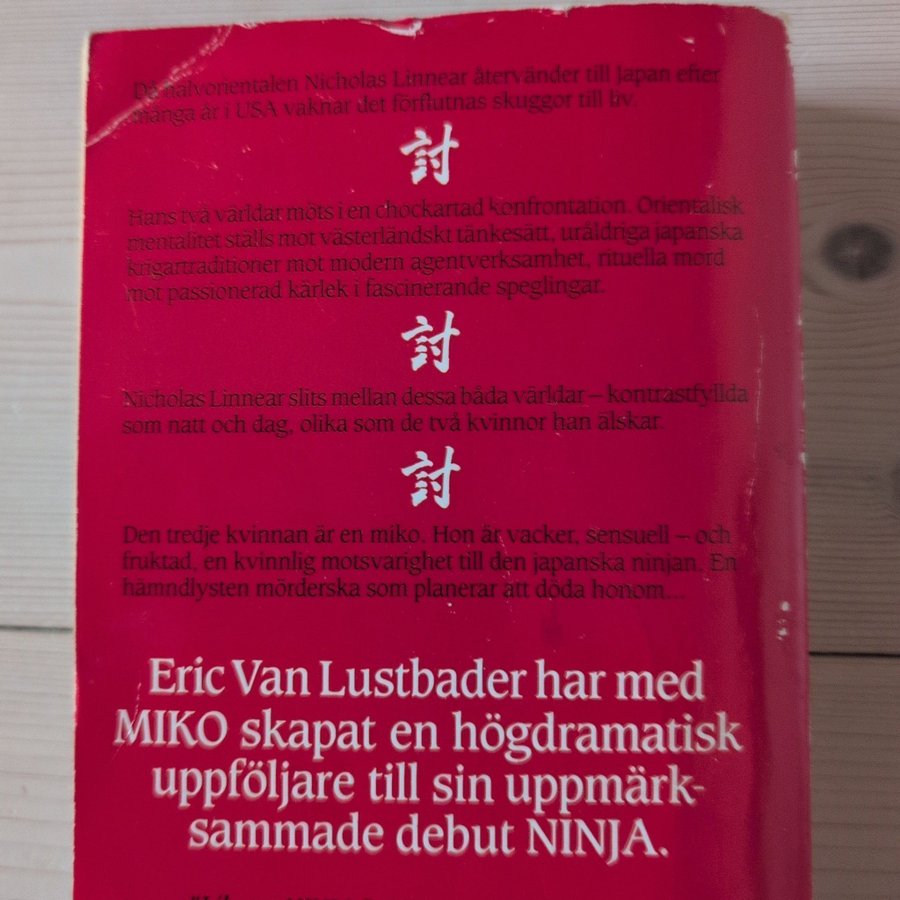 Då halvorientalen Nicholas Linnear återvänder till Japan efter
många år i USA vaknar det förflutnas skuggor till liv.
討
Hans två världar möts i en chockartad konfrontation. Orientalisk
mentalitet ställs mot västerländskt tänkesätt, uråldriga japanska
krigartraditioner mot modern agentverksamhet, rituella mord
mot passionerad kärlek i fascinerande speglingar.
討
Nicholas Linnear slits mellan dessa båda världar – kontrastfyllda
som natt och dag, olika som de två kvinnor han älskar.
討
Den tredje kvinnan är en miko. Hon är vacker, sensuell – och
fruktad, en kvinnlig motsvarighet till den japanska ninjan. En
hämndlysten mörderska som planerar att döda honom...
Eric Van Lustbader har med
MIKO skapat en högdramatisk
uppföljare till sin uppmärk-
sammade debut NINJA.